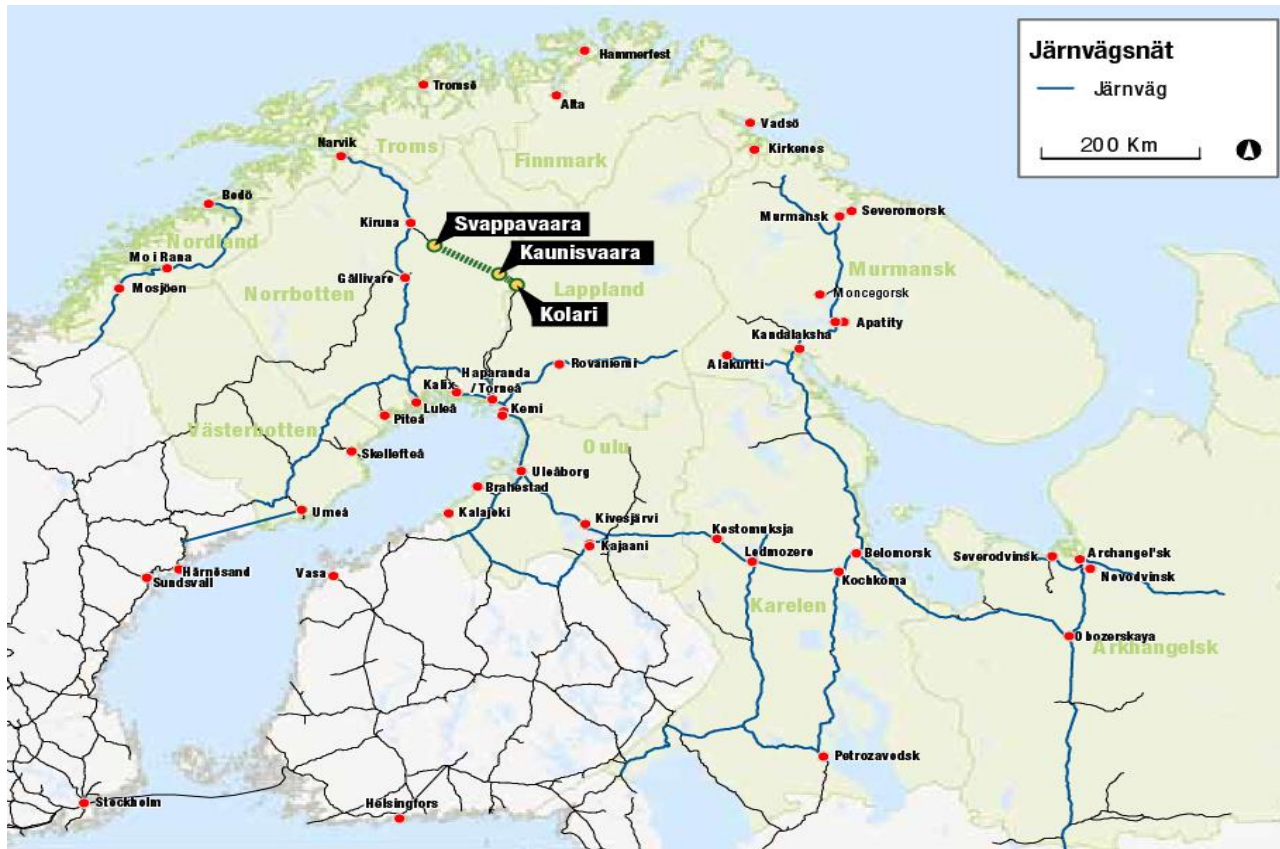 Järnvägsnät
Järnväg
200 Km
Hammerfest
Tromsö
Alta
Vadsö
Kirkenes
Narvik
Troms
Finnmark
Bodö
Kiruna
Svappavaara
Murmansk
Severomorsk
Nordland
Mo i Rana
Kaunisvaara
Murmansk
Mosjöen
Gällivare
Norrbotten
Lappland
Moncegorsk
Kolari
Apatity
Kandalaksha
Alakurtti
Rovaniemi
Haparanda
/Torneå
Kalix
Luleå
Kemi
Piteå
Västerbotten
Oulu
Skellefteå
Uleåborg
Brahestad
Umeå
Kalajoki
Kivesjärvi
Kajaani
Kostomuksja
Ledmozere
Belomorsk
Kochkoma
Severodvinsk
Archangel'sk
Novodvinsk
Härnösand
Sundsvall
Vasa
Karelen
Obozerskaya
Arkhangelsk
Petrozavodsk
Stockholm
Helsingfors